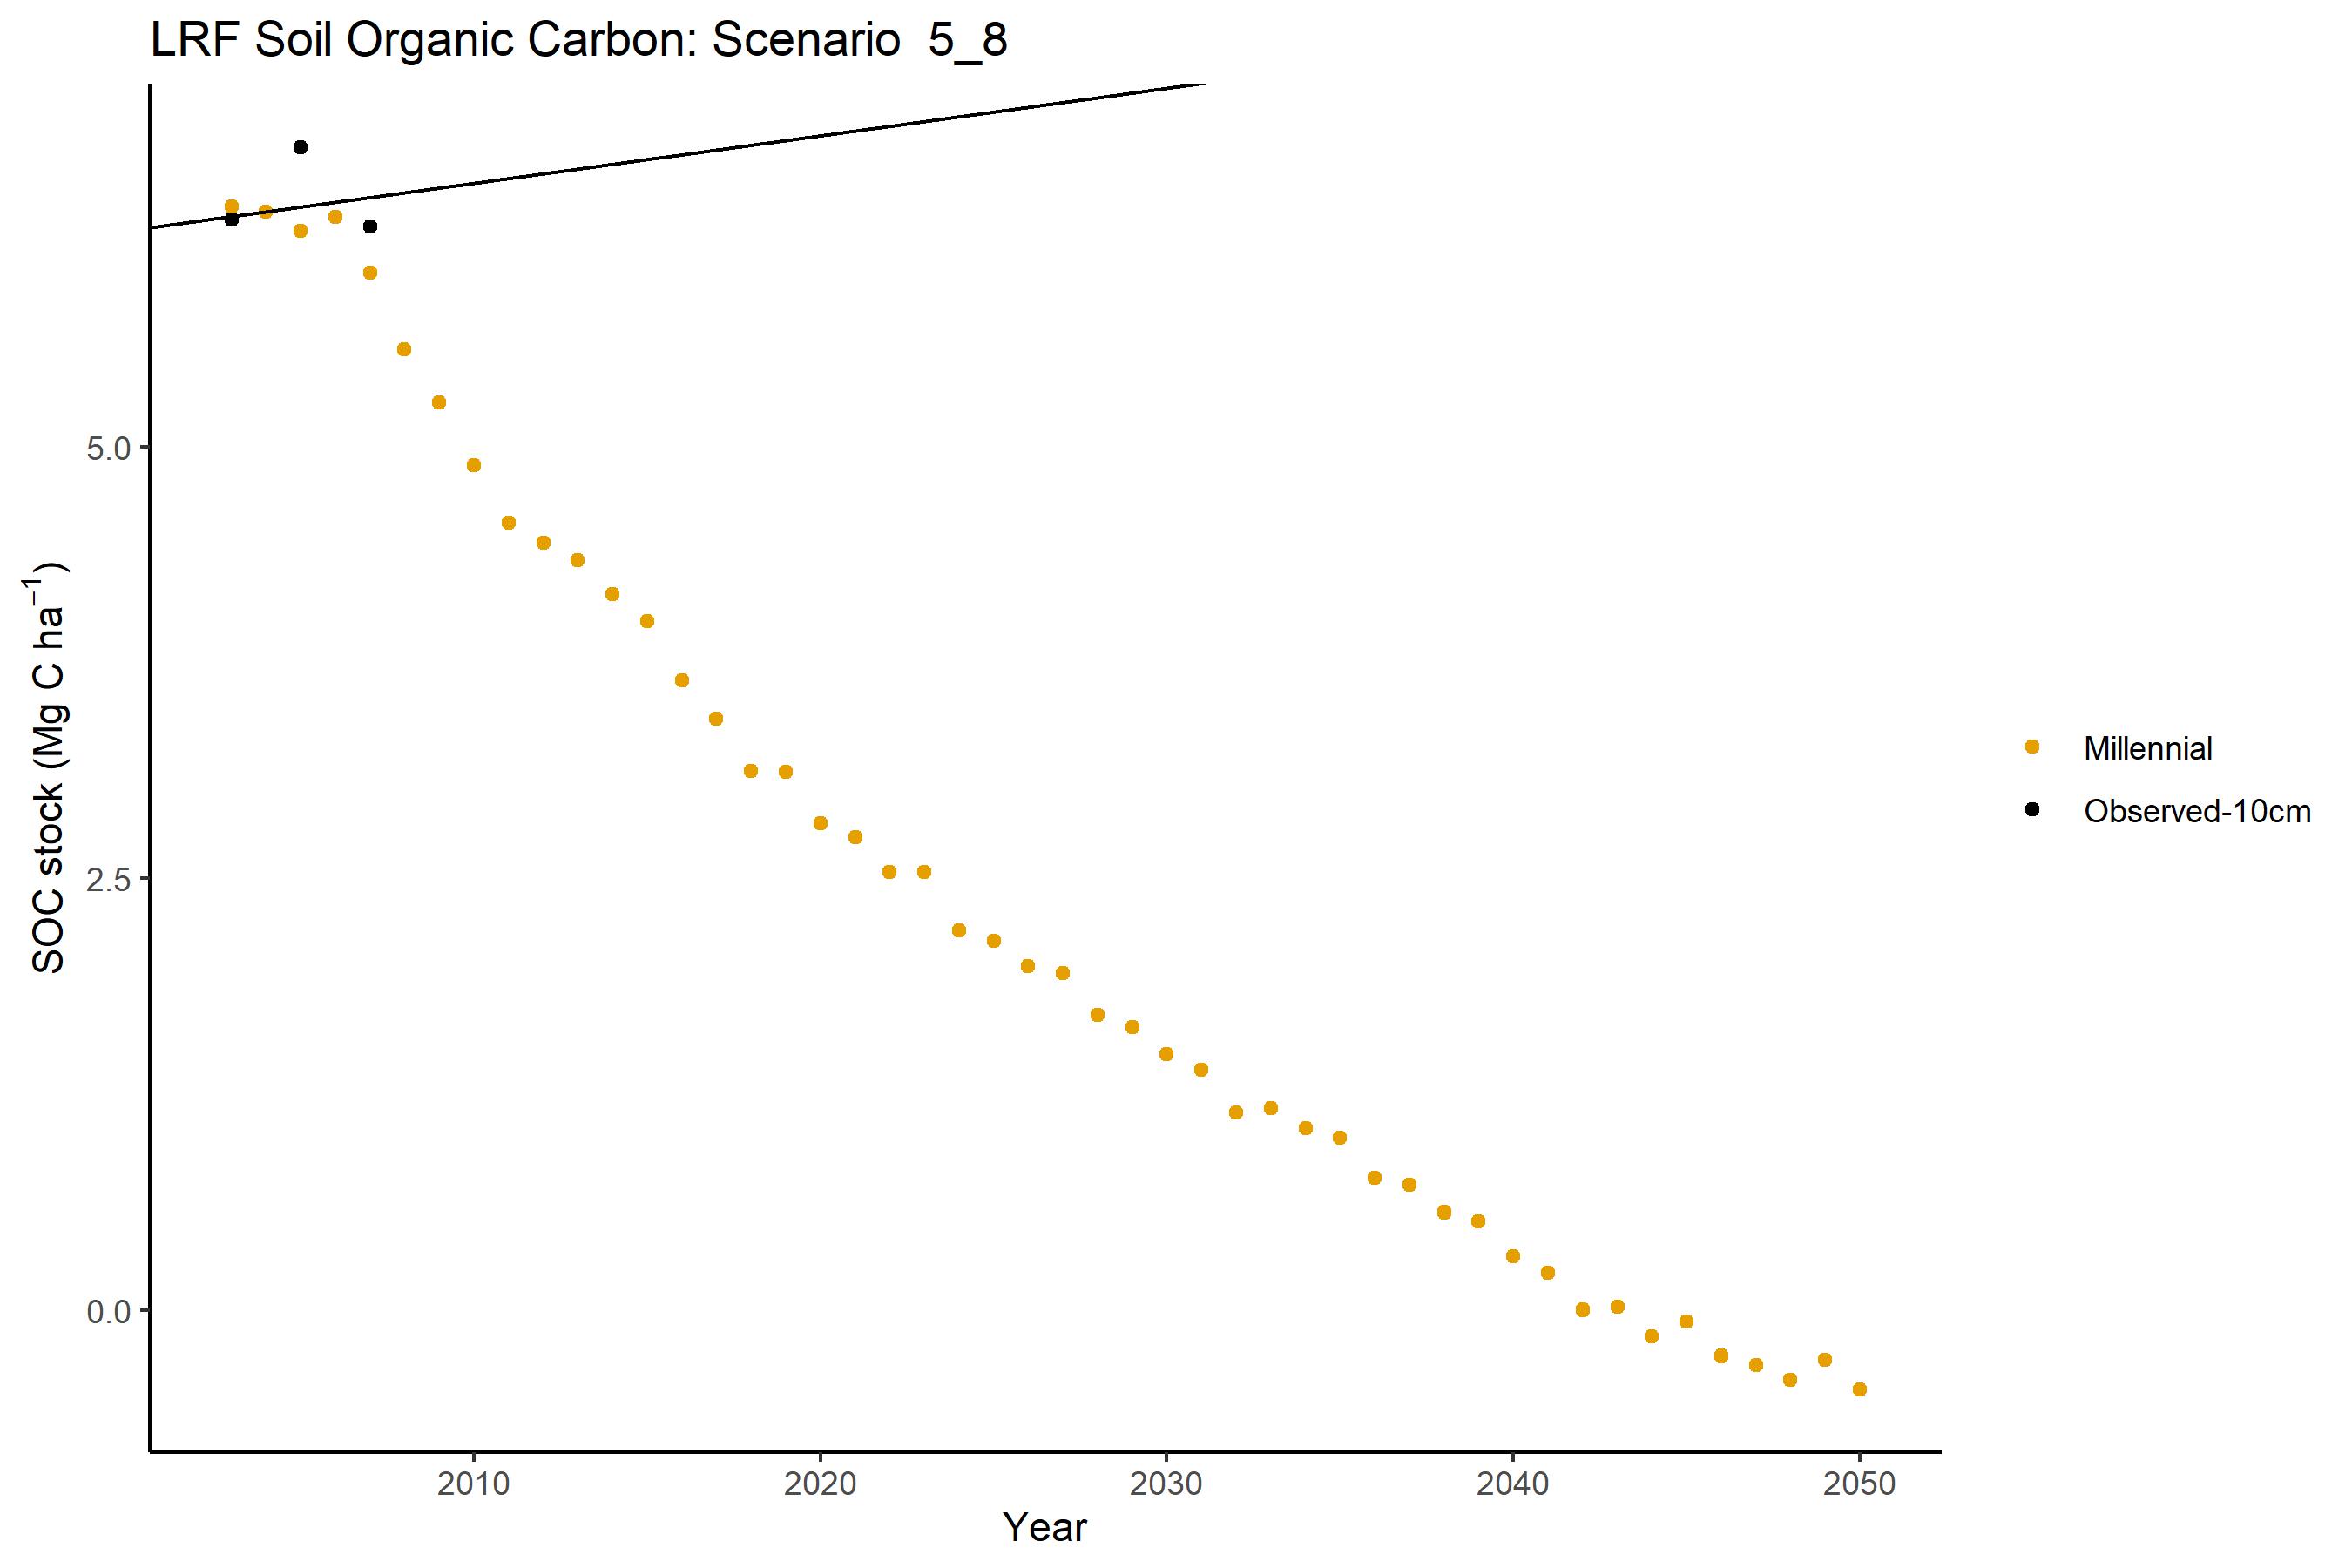 LRF Soil Organic Carbon: Scenario  5_8
SOC stock (Mg C ha⁻¹)
5.0
2.5
0.0
2010
2020
2030
2040
2050
Year
Millennial
Observed-10cm